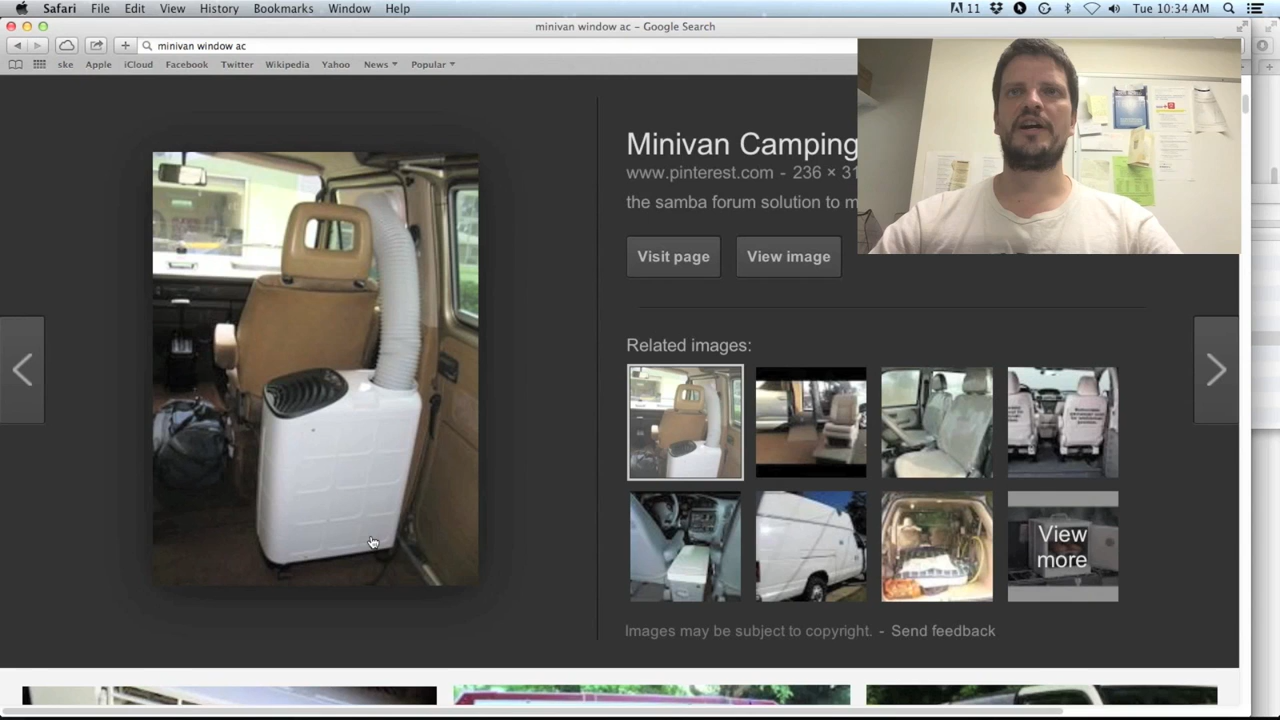 Safari File Edit View History Bookmarks Window Help
11 Tue 10:34 AM
minivan window ac – Google Search
minivan window ac
ske Apple iCloud Facebook Twitter Wikipedia Yahoo News Popular
Minivan Camping
www.pinterest.com - 236 × 31
the samba forum solution to m
Visit page View image
Related images:
View more
Images may be subject to copyright. - Send feedback